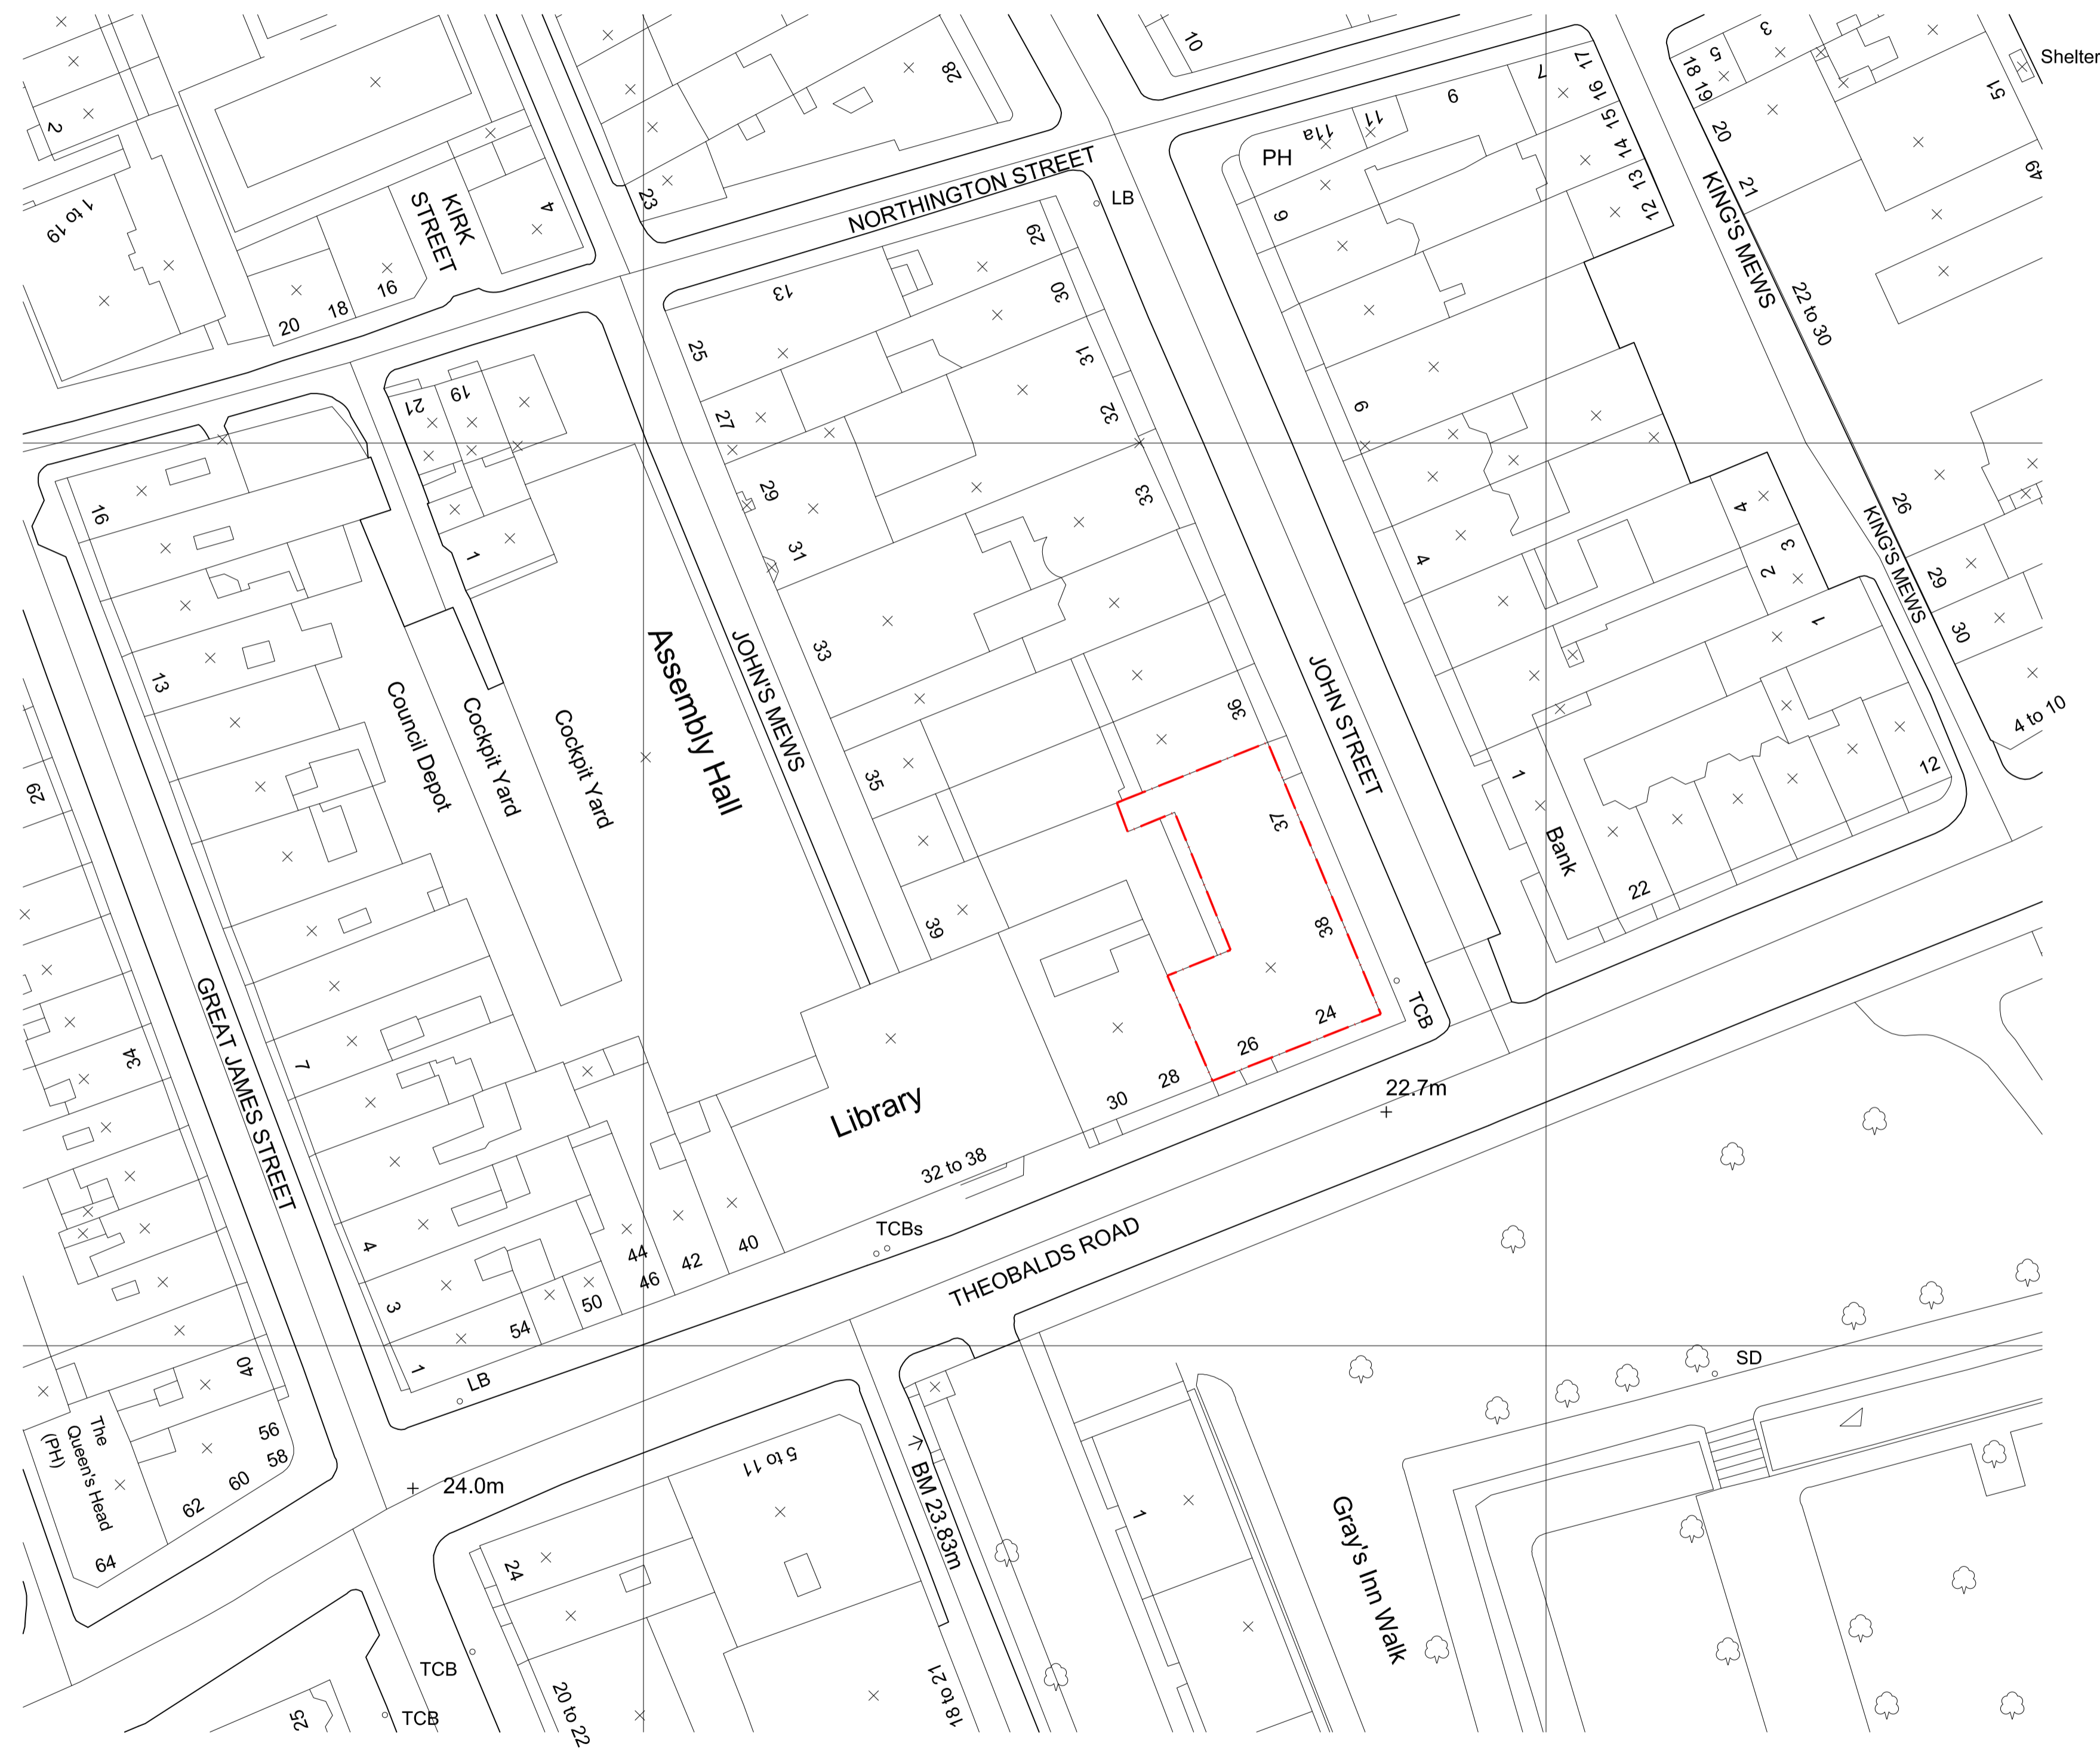 Shelter
10
28
2
1 to 19
KIRK
STREET
4
23
NORTHINGTON STREET
LB
PH
11a
11
9
7
17
16
15
14
13
12
3
5
18
19
20
21
51
49
KING'S MEWS
22 to 30
20
18
16
13
29
30
25
31
32
27
33
29
31
33
35
39
6
9
4
4
3
2
1
26
KING'S MEWS
29
30
4 to 10
12
21
19
1
16
13
Council Depot
Cockpit Yard
Cockpit Yard
Assembly Hall
JOHN'S MEWS
JOHN STREET
36
37
38
1
Bank
22
24
26
28
30
TCB
22.7m
Library
32 to 38
TCBs
THEOBALDS ROAD
29
34
GREAT JAMES STREET
7
4
3
1
44
46
42
40
50
54
LB
40
56
58
60
62
64
The
Queen's Head
(PH)
24.0m
5 to 11
BM 23.83m
24
1
Gray's Inn Walk
SD
TCB
TCB
25
20 to 22
18 to 21